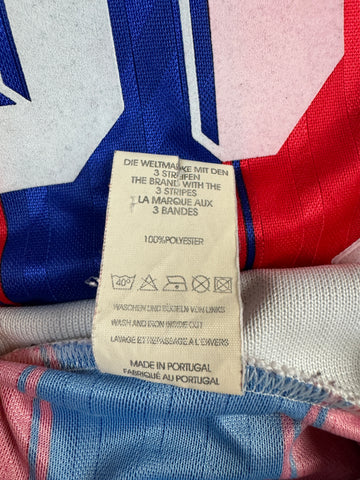 DIE WELTMARKE MIT DEN
3 STREIFEN
THE BRAND WITH THE
3 STRIPES
LA MARQUE AUX
3 BANDES
100% POLYESTER
40°
WASCHEN UND BÜGELN VON LINKS
WASH AND IRON INSIDE OUT
LAVAGE ET REPASSAGE A L'ENVERS
MADE IN PORTUGAL
FABRIQUÉ AU PORTUGAL